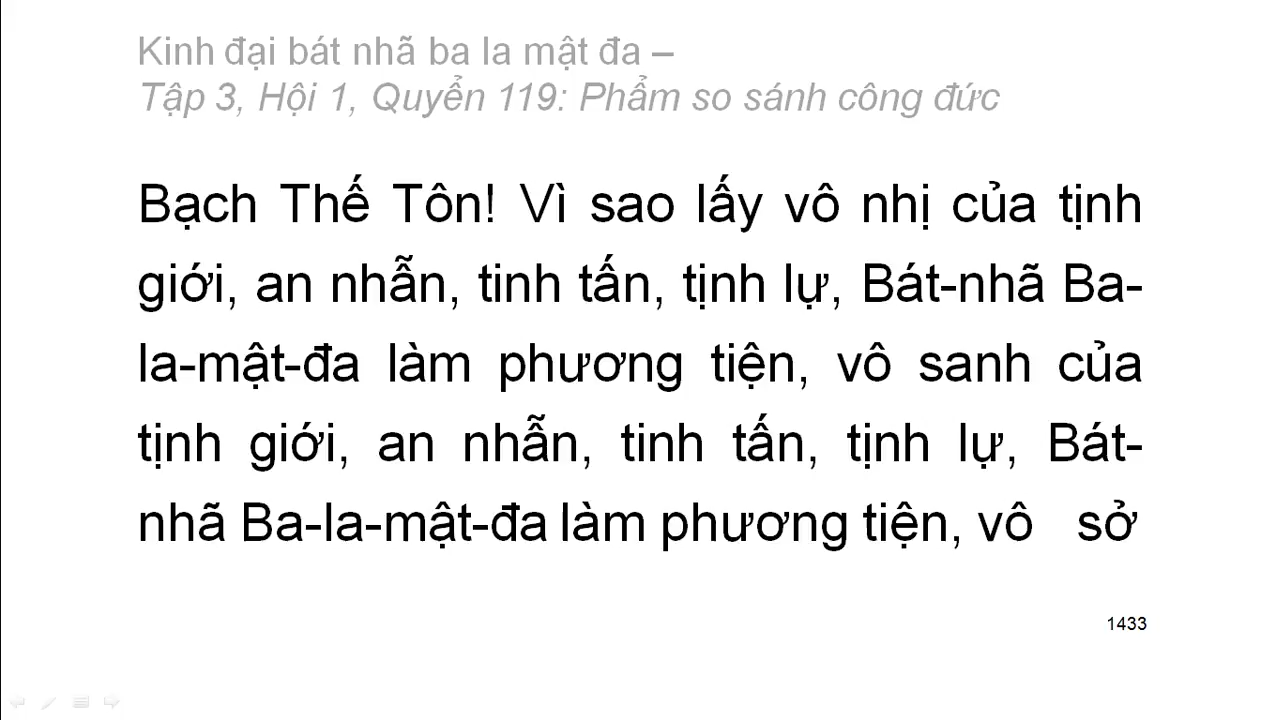 Kinh đại bát nhã ba la mật đa –
Tập 3, Hội 1, Quyển 119: Phẩm so sánh công đức
Bạch Thế Tôn! Vì sao lấy vô nhị của tịnh
giới, an nhẫn, tinh tấn, tịnh lự, Bát-nhã Ba-
la-mật-đa làm phương tiện, vô sanh của
tịnh giới, an nhẫn, tinh tấn, tịnh lự, Bát-
nhã Ba-la-mật-đa làm phương tiện, vô sở
1433